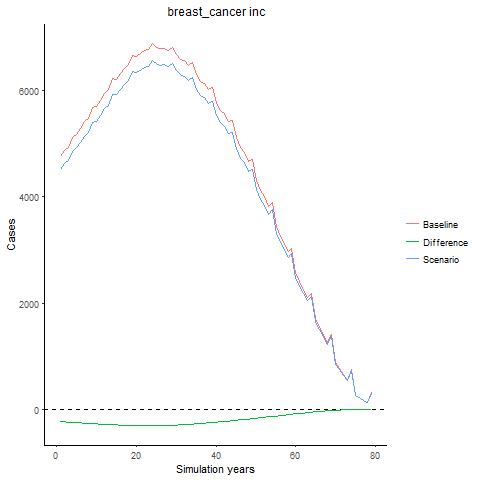 breast_cancer inc
Cases
6000
4000
2000
0
0
20
40
60
80
Simulation years
Baseline
Difference
Scenario